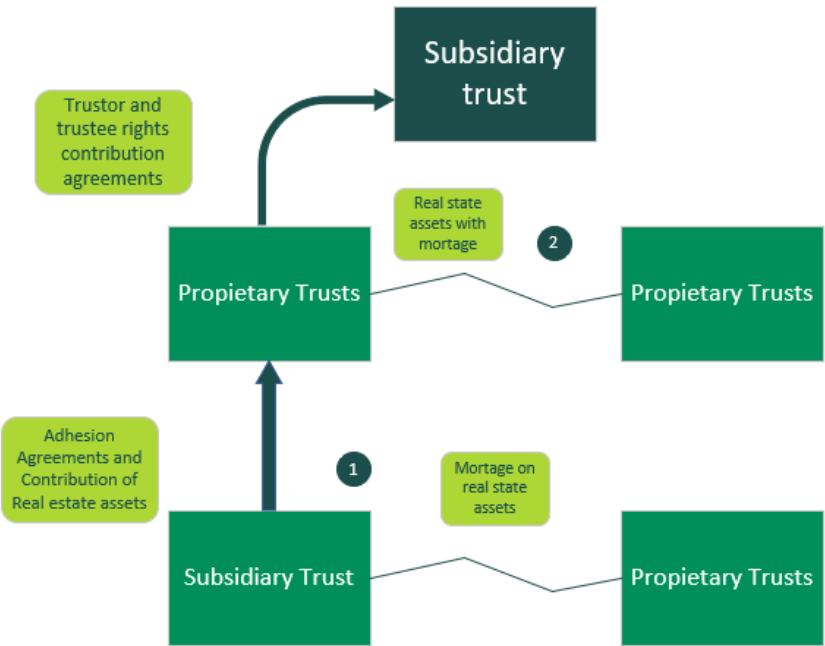 Subsidiary
trust
Trustor and
trustee rights
contribution
agreements
Real state
assets with
mortage
2
Propietary Trusts
Propietary Trusts
Adhesion
Agreements and
Contribution of
Real estate assets
1
Mortage on
real state
assets
Subsidiary Trust
Propietary Trusts